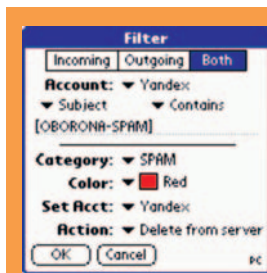 Filter
Incoming Outgoing Both
Account: Yandex
Subject Contains
[OBORONA-SPAM]
Category: SPAM
Color: Red
Set Acct: Yandex
Action: Delete from server
OK Cancel PC